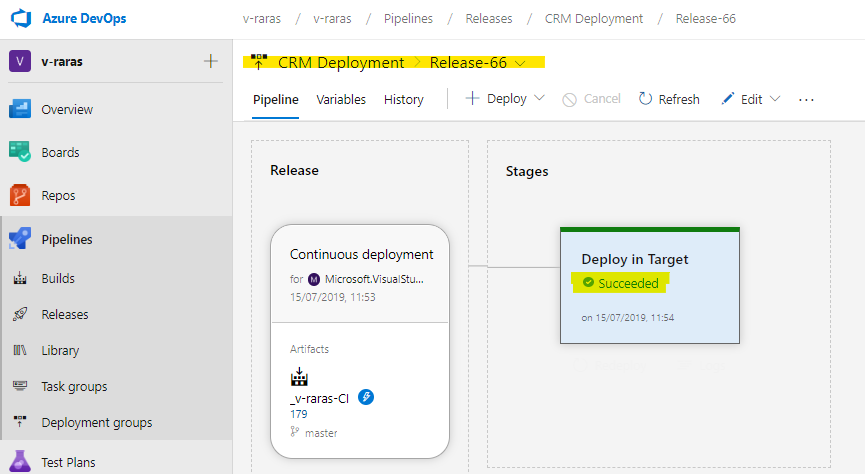 Azure DevOps
v-raras / v-raras / Pipelines / Releases / CRM Deployment / Release-66
V v-raras
CRM Deployment > Release-66
Pipeline Variables History Deploy Cancel Refresh Edit ...
Overview
Boards
Repos
Pipelines
Builds
Releases
Library
Task groups
Deployment groups
Test Plans
Release
Continuous deployment
for M Microsoft.VisualStu...
15/07/2019, 11:53
Artifacts
_v-raras-CI
179
master
Stages
Deploy in Target
Succeeded
on 15/07/2019, 11:54